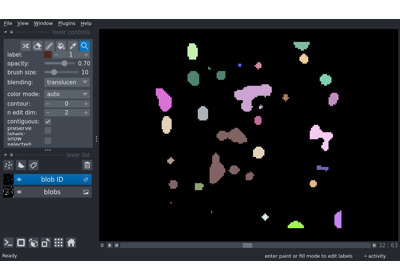 File View Window Plugins Help
layer controls
label: 1
opacity: 0.70
brush size: 10
blending: translucen
color mode: auto
contour: 0
n edit dim: 2
contiguous:
preserve labels:
show selected:
layer list
blob ID
blobs
0 32 63
Ready enter paint or fill mode to edit labels activity